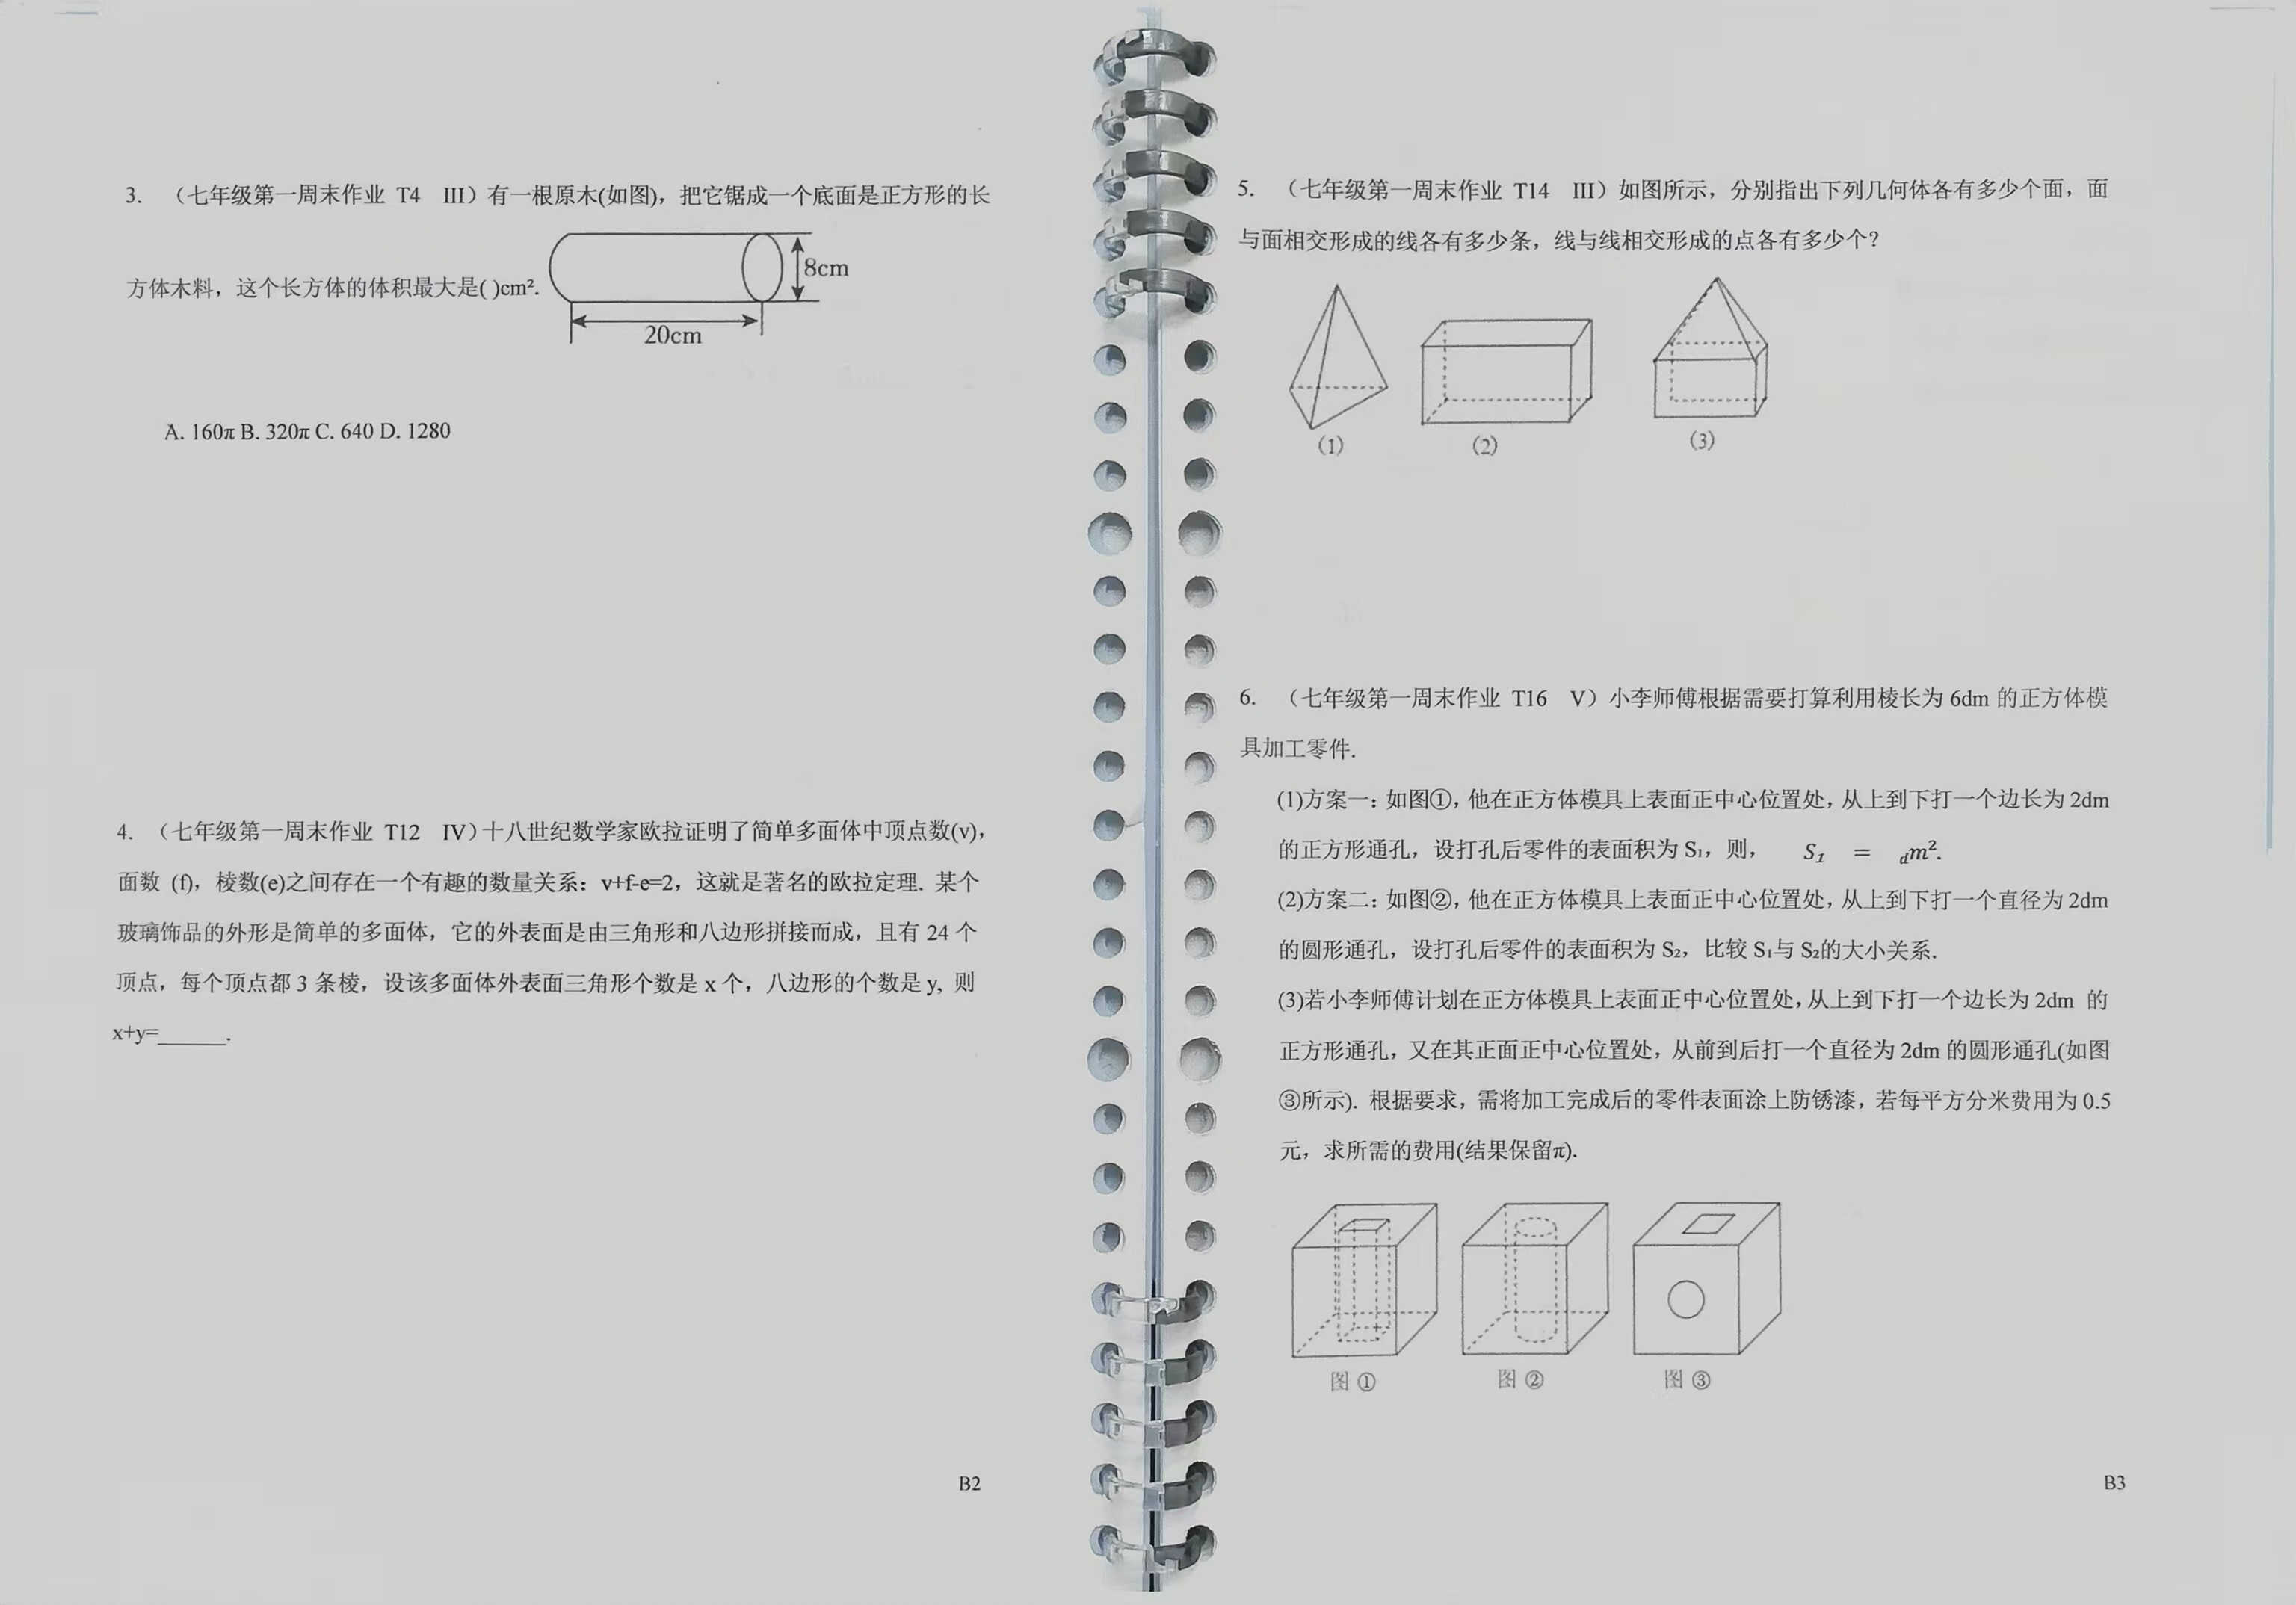 3. （七年级第一周末作业 T4 III）有一根原木(如图)，把它锯成一个底面是正方形的长
方体木料，这个长方体的体积最大是( )cm².
8cm
20cm
A. 160π B. 320π C. 640 D. 1280
4. （七年级第一周末作业 T12 IV）十八世纪数学家欧拉证明了简单多面体中顶点数(v)，
面数 (f)，棱数(e)之间存在一个有趣的数量关系：v+f-e=2，这就是著名的欧拉定理. 某个
玻璃饰品的外形是简单的多面体，它的外表面是由三角形和八边形拼接而成，且有 24 个
顶点，每个顶点都 3 条棱，设该多面体外表面三角形个数是 x 个，八边形的个数是 y, 则
x+y=______.
B2
5. （七年级第一周末作业 T14 III）如图所示，分别指出下列几何体各有多少个面，面
与面相交形成的线各有多少条，线与线相交形成的点各有多少个？
(1) (2) (3)
6. （七年级第一周末作业 T16 V）小李师傅根据需要打算利用棱长为 6dm 的正方体模
具加工零件.
(1)方案一：如图①, 他在正方体模具上表面正中心位置处, 从上到下打一个边长为 2dm
的正方形通孔，设打孔后零件的表面积为 S₁，则， S₁ = dm².
(2)方案二：如图②, 他在正方体模具上表面正中心位置处, 从上到下打一个直径为 2dm
的圆形通孔，设打孔后零件的表面积为 S₂，比较 S₁与 S₂的大小关系.
(3)若小李师傅计划在正方体模具上表面正中心位置处, 从上到下打一个边长为 2dm 的
正方形通孔，又在其正面正中心位置处，从前到后打一个直径为 2dm 的圆形通孔(如图
③所示). 根据要求，需将加工完成后的零件表面涂上防锈漆，若每平方分米费用为 0.5
元，求所需的费用(结果保留π).
图 ① 图 ② 图 ③
B3